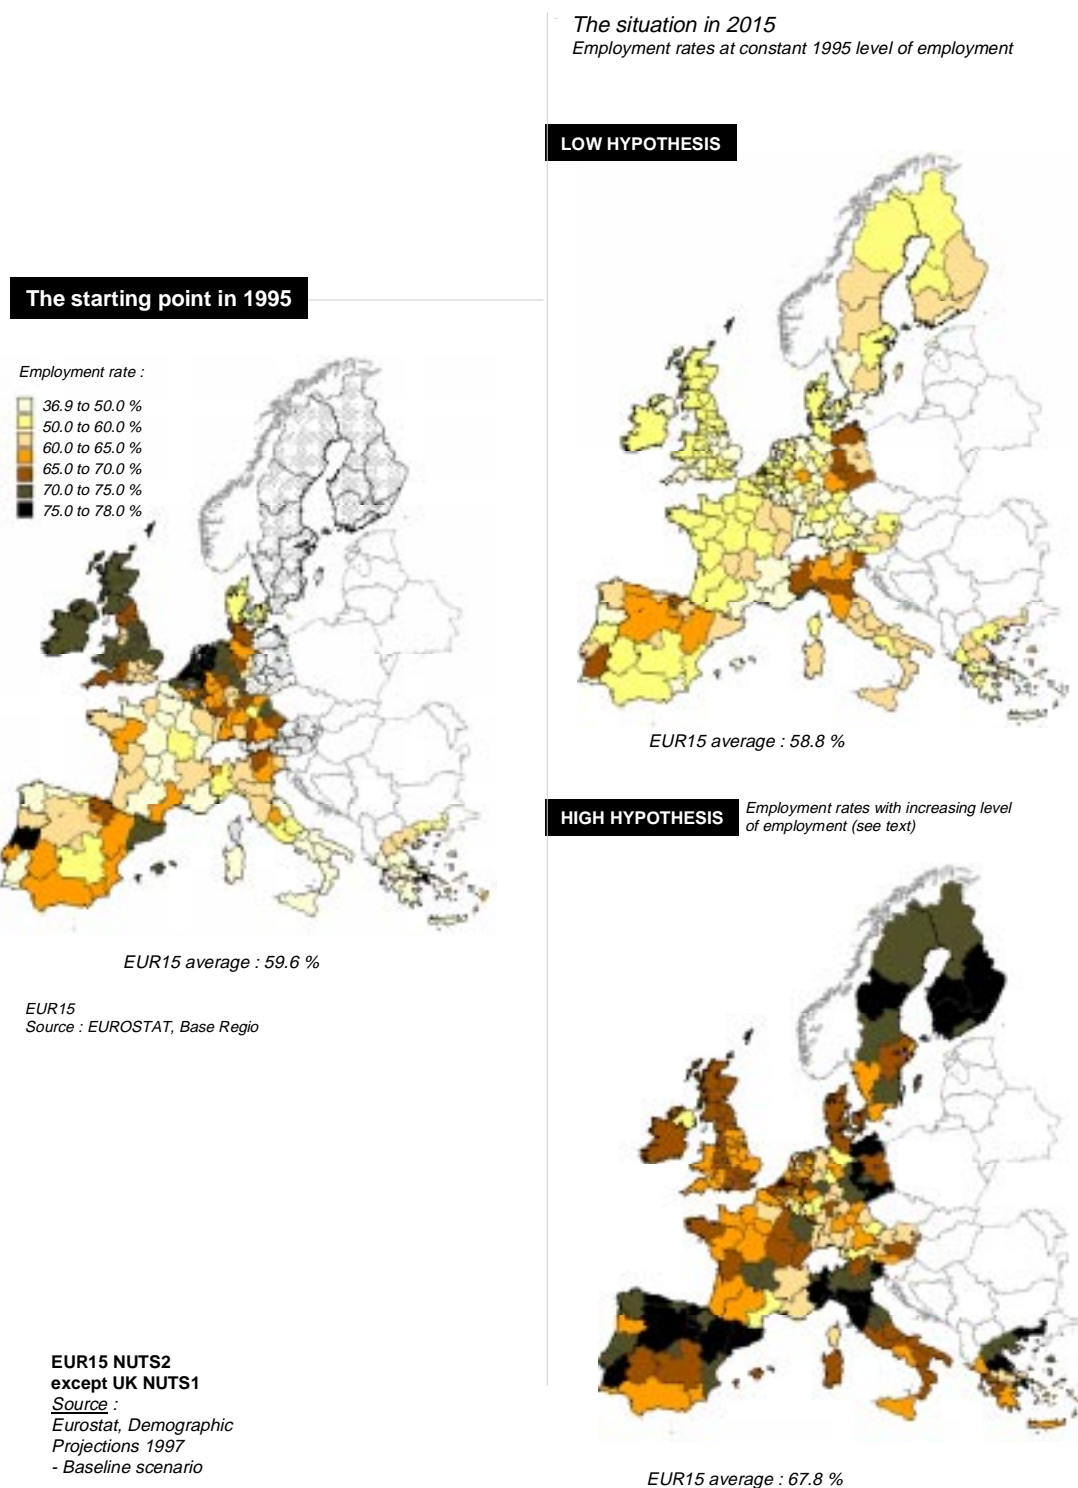 The situation in 2015
Employment rates at constant 1995 level of employment
LOW HYPOTHESIS
The starting point in 1995
Employment rate :
36.9 to 50.0 %
50.0 to 60.0 %
60.0 to 65.0 %
65.0 to 70.0 %
70.0 to 75.0 %
75.0 to 78.0 %
EUR15 average : 58.8 %
HIGH HYPOTHESIS
Employment rates with increasing level
of employment (see text)
EUR15 average : 59.6 %
EUR15
Source : EUROSTAT, Base Regio
EUR15 NUTS2
except UK NUTS1
Source :
Eurostat, Demographic
Projections 1997
- Baseline scenario
EUR15 average : 67.8 %